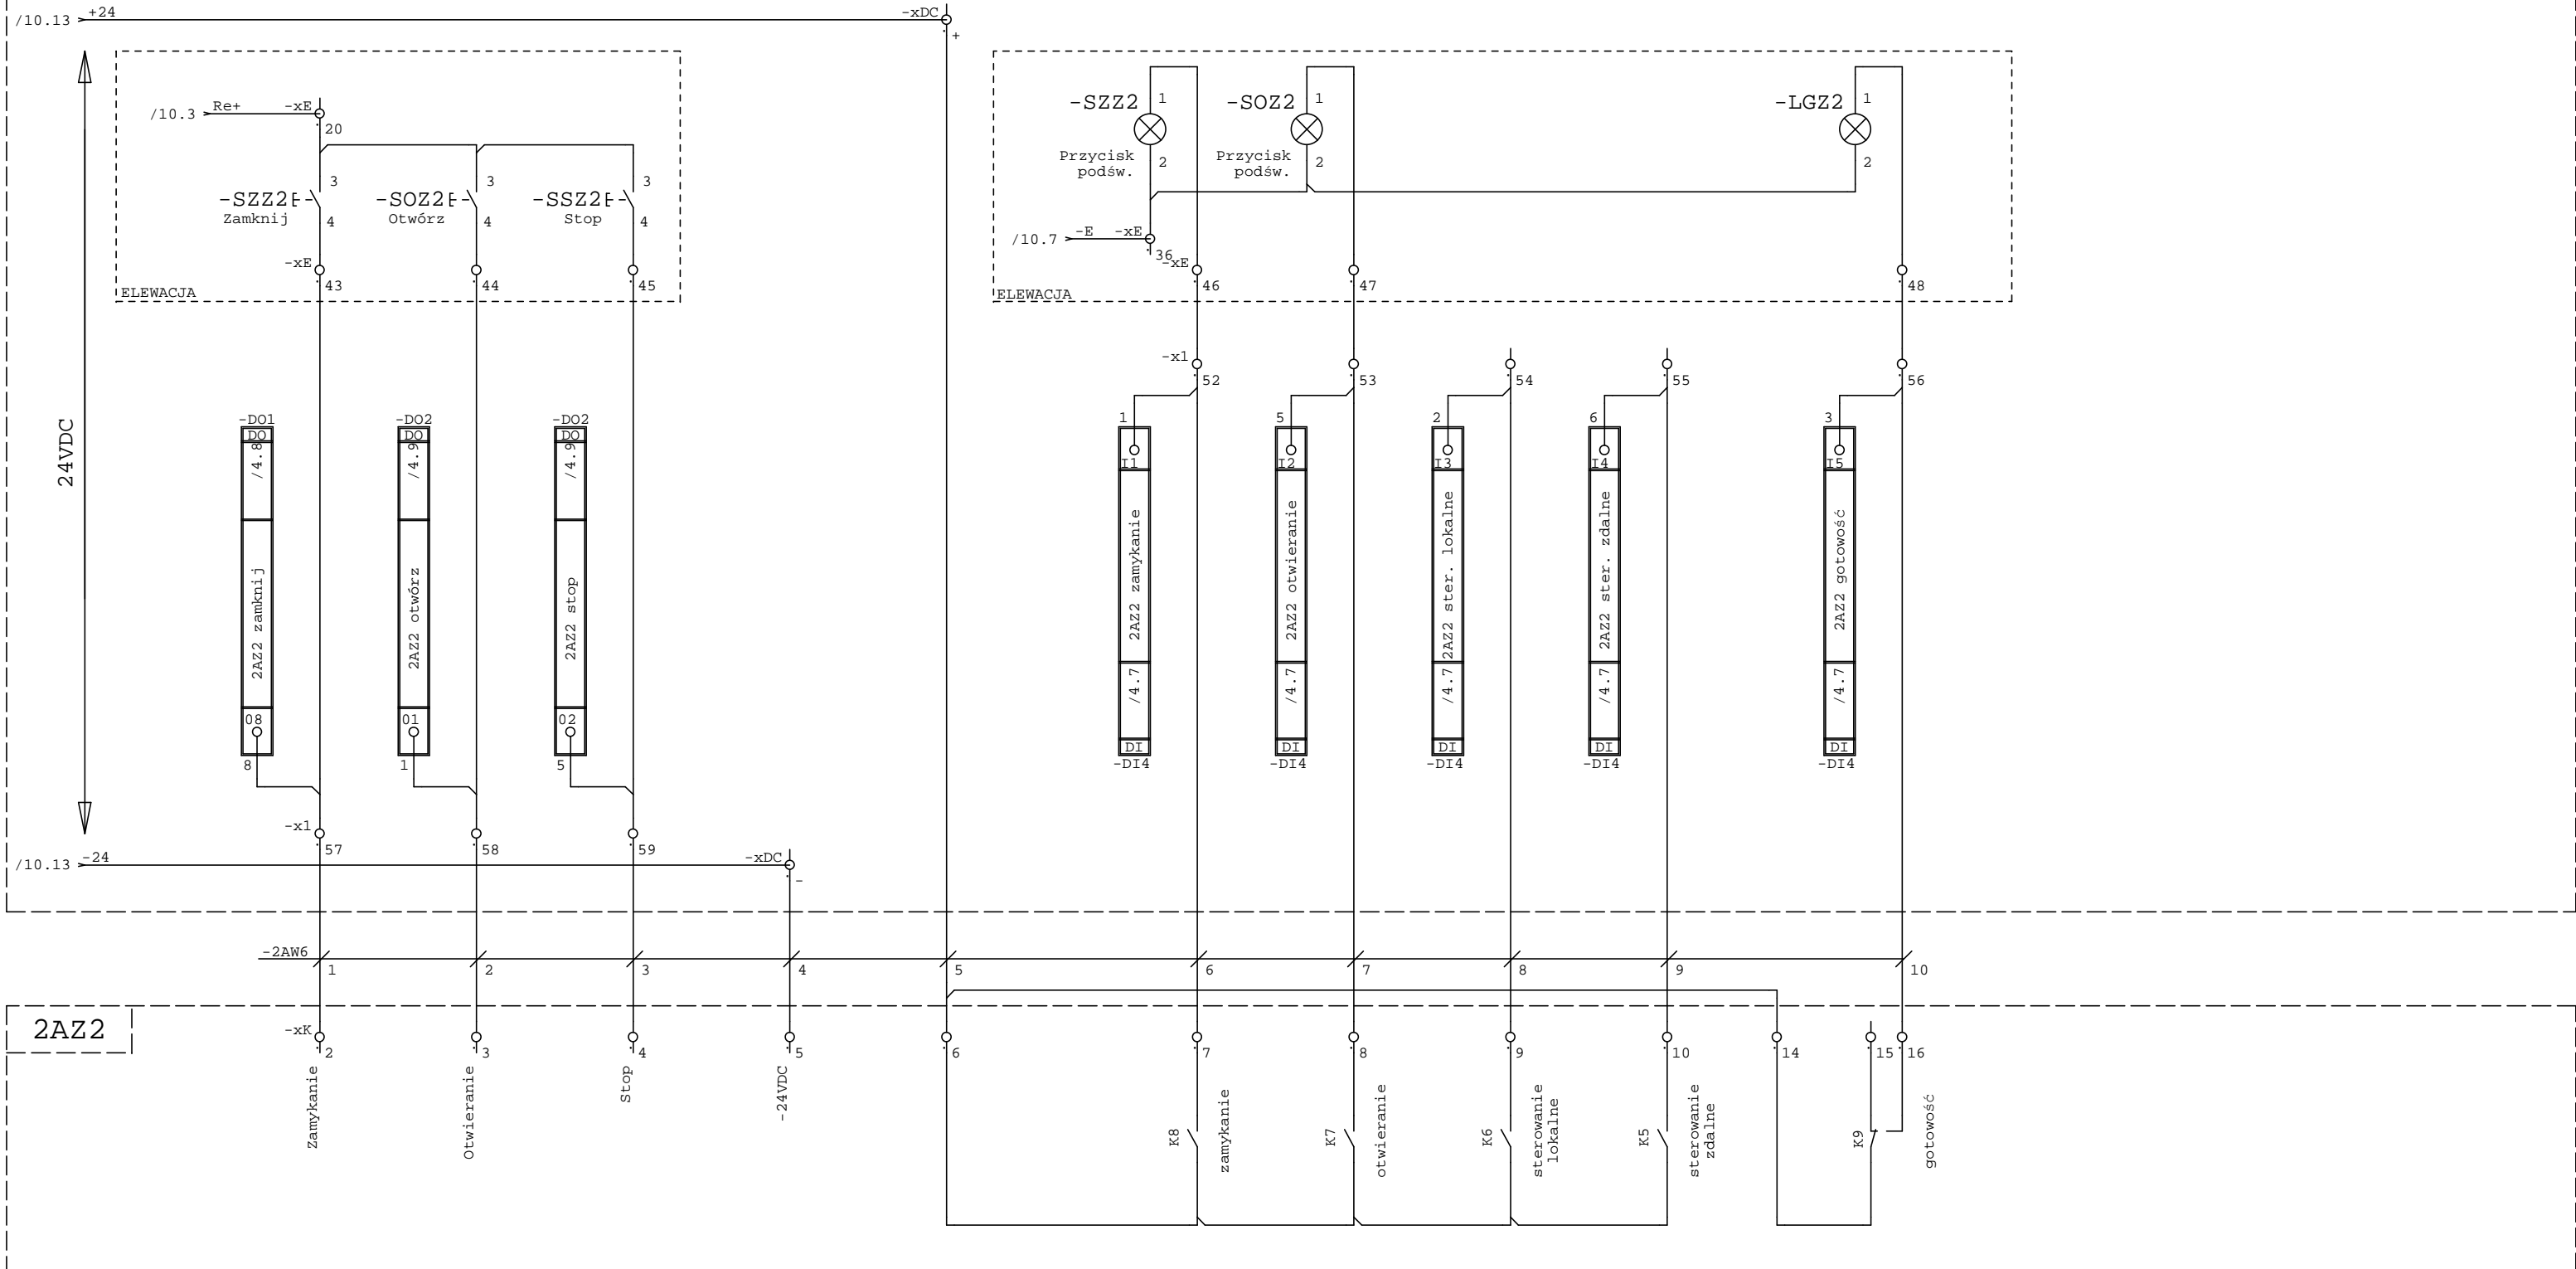 /10.13 +24 -xDC
+
/10.3 Re+ -xE
20
-SZZ2 3
Zamknij 4
-SOZ2 3
Otwórz 4
-SSZ2 3
Stop 4
-xE
43 44 45
ELEWACJA
-SZZ2 1
Przycisk 2
podśw.
-SOZ2 1
Przycisk 2
podśw.
-LGZ2 1
2
/10.7 -E -xE
36
-xE
46 47 48
ELEWACJA
24VDC
-x1
52 53 54 55 56
-DO1
DO
/4.8
2AZ2 zamknij
08
8
-DO2
DO
/4.9
2AZ2 otwórz
01
1
-DO2
DO
/4.9
2AZ2 stop
02
5
1
I1
2AZ2 zamykanie
/4.7
DI
-DI4
5
I2
2AZ2 otwieranie
/4.7
DI
-DI4
2
I3
2AZ2 ster. lokalne
/4.7
DI
-DI4
6
I4
2AZ2 ster. zdalne
/4.7
DI
-DI4
3
I5
2AZ2 gotowość
/4.7
DI
-DI4
-x1
57 58 59
/10.13 -24 -xDC
-
-2AW6
1 2 3 4 5 6 7 8 9 10
2AZ2
-xK
2 3 4 5 6 7 8 9 10 14 15 16
Zamykanie
Otwieranie
Stop
-24VDC
K8
zamykanie
K7
otwieranie
K6
sterowanie
lokalne
K5
sterowanie
zdalne
K9
gotowość